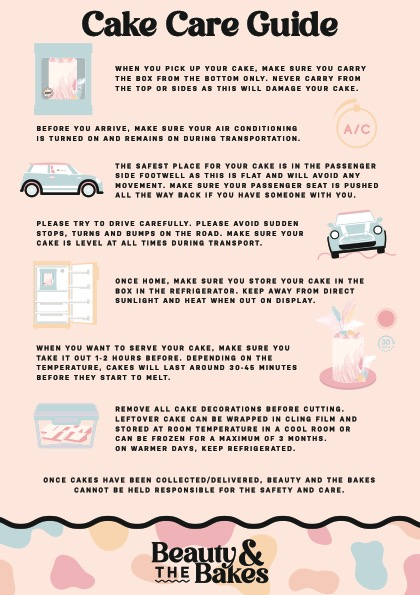 Cake Care Guide
WHEN YOU PICK UP YOUR CAKE, MAKE SURE YOU CARRY
THE BOX FROM THE BOTTOM ONLY. NEVER CARRY FROM
THE TOP OR SIDES AS THIS WILL DAMAGE YOUR CAKE.
A/C
BEFORE YOU ARRIVE, MAKE SURE YOUR AIR CONDITIONING
IS TURNED ON AND REMAINS ON DURING TRANSPORTATION.
THE SAFEST PLACE FOR YOUR CAKE IS IN THE PASSENGER
SIDE FOOTWELL AS THIS IS FLAT AND WILL AVOID ANY
MOVEMENT. MAKE SURE YOUR PASSENGER SEAT IS PUSHED
ALL THE WAY BACK IF YOU HAVE SOMEONE WITH YOU.
PLEASE TRY TO DRIVE CAREFULLY. PLEASE AVOID SUDDEN
STOPS, TURNS AND BUMPS ON THE ROAD. MAKE SURE YOUR
CAKE IS LEVEL AT ALL TIMES DURING TRANSPORT.
ONCE HOME, MAKE SURE YOU STORE YOUR CAKE IN THE
BOX IN THE REFRIGERATOR. KEEP AWAY FROM DIRECT
SUNLIGHT AND HEAT WHEN OUT ON DISPLAY.
30
WHEN YOU WANT TO SERVE YOUR CAKE, MAKE SURE YOU
TAKE IT OUT 1-2 HOURS BEFORE. DEPENDING ON THE
TEMPERATURE, CAKES WILL LAST AROUND 30-45 MINUTES
BEFORE THEY START TO MELT.
REMOVE ALL CAKE DECORATIONS BEFORE CUTTING.
LEFTOVER CAKE CAN BE WRAPPED IN CLING FILM AND
STORED AT ROOM TEMPERATURE IN A COOL ROOM OR
CAN BE FROZEN FOR A MAXIMUM OF 3 MONTHS.
ON WARMER DAYS, KEEP REFRIGERATED.
ONCE CAKES HAVE BEEN COLLECTED/DELIVERED, BEAUTY AND THE BAKES
CANNOT BE HELD RESPONSIBLE FOR THE SAFETY AND CARE.
Beauty &
THE Bakes